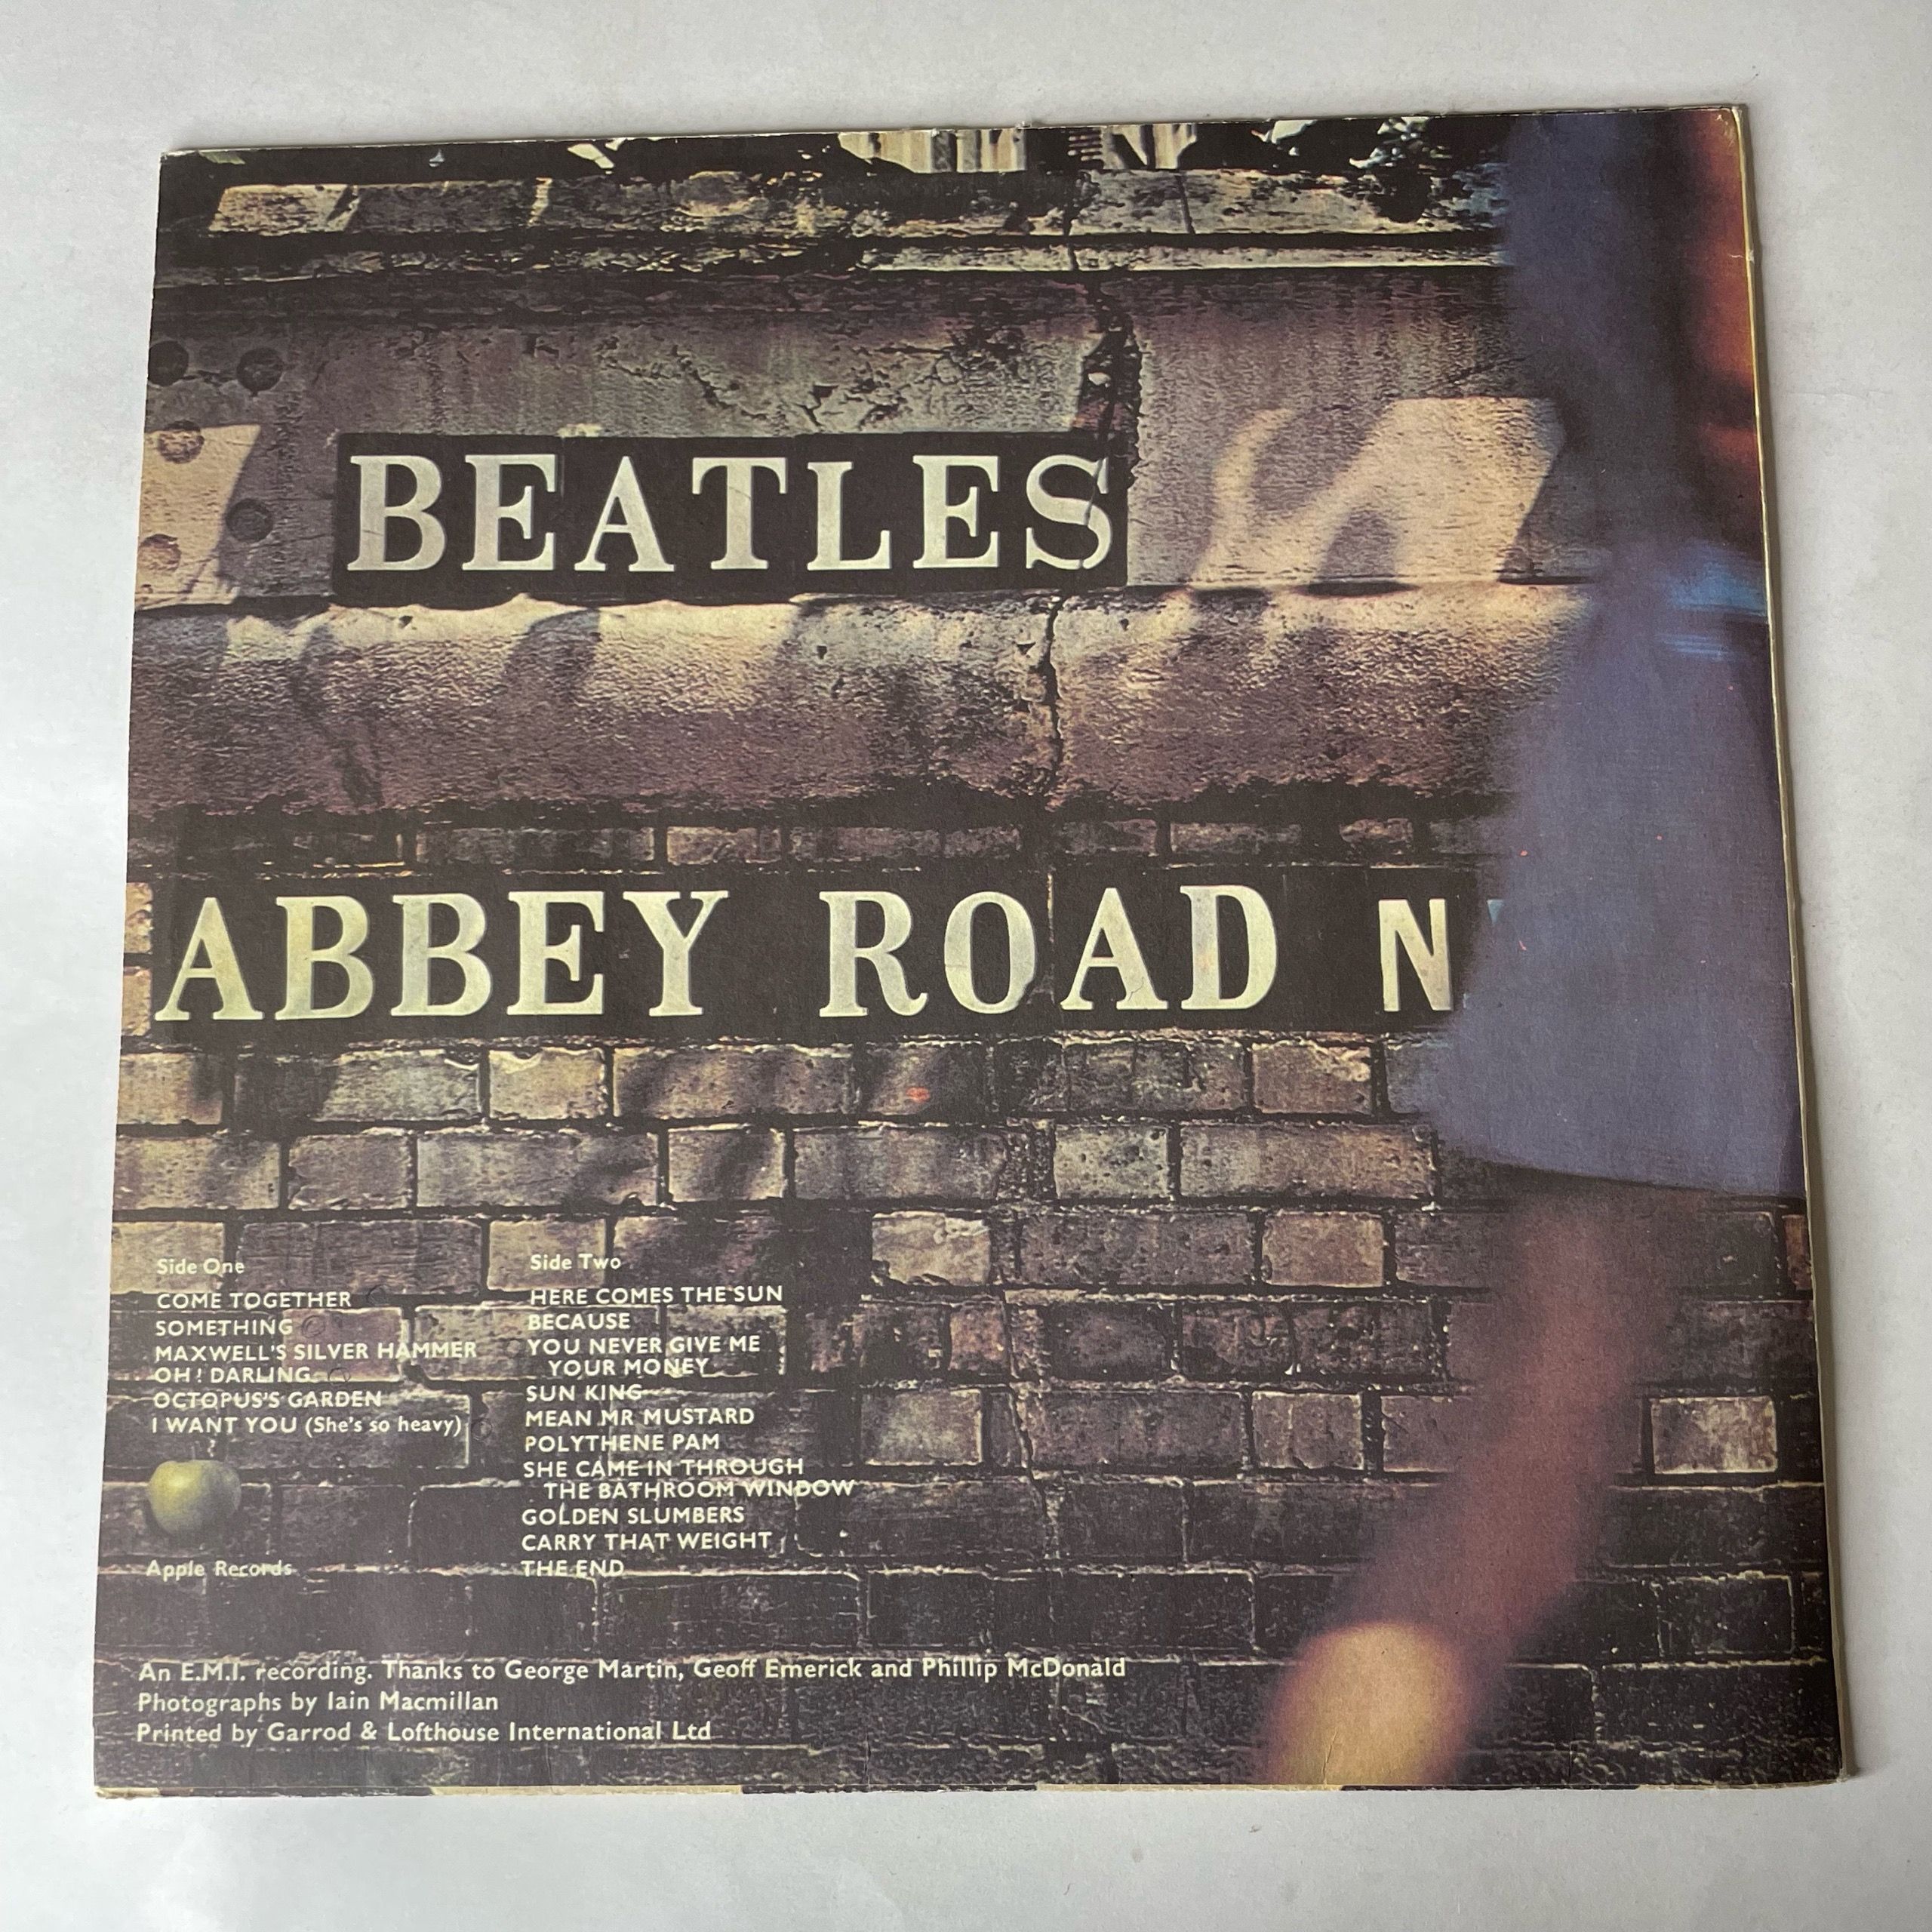 BEATLES
ABBEY ROAD N
Side One
COME TOGETHER
SOMETHING
MAXWELL'S SILVER HAMMER
OH! DARLING
OCTOPUS'S GARDEN
I WANT YOU (She's so heavy)
Apple Records
Side Two
HERE COMES THE SUN
BECAUSE
YOU NEVER GIVE ME
YOUR MONEY
SUN KING
MEAN MR MUSTARD
POLYTHENE PAM
SHE CAME IN THROUGH
THE BATHROOM WINDOW
GOLDEN SLUMBERS
CARRY THAT WEIGHT
THE END
An E.M.I. recording. Thanks to George Martin, Geoff Emerick and Phillip McDonald
Photographs by Iain Macmillan
Printed by Garrod & Lofthouse International Ltd